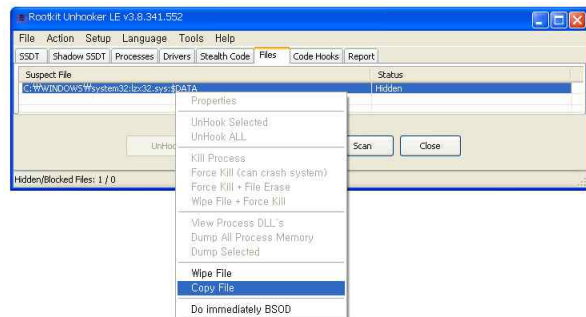 Rootkit Unhooker LE v3.8.341.552
File Action Setup Language Tools Help
SSDT Shadow SSDT Processes Drivers Stealth Code Files Code Hooks Report
Suspect File Status
C:₩WINDOWS₩system32:lzx32.sys:$DATA Hidden
Properties
UnHook Selected
UnHook ALL
UnHoo Scan Close
Kill Process
Force Kill (can crash system)
Force Kill + File Erase
Hidden/Blocked Files: 1 / 0
Wipe File + Force Kill
View Process DLL's
Dump All Process Memory
Dump Selected
Wipe File
Copy File
Do immediately BSOD